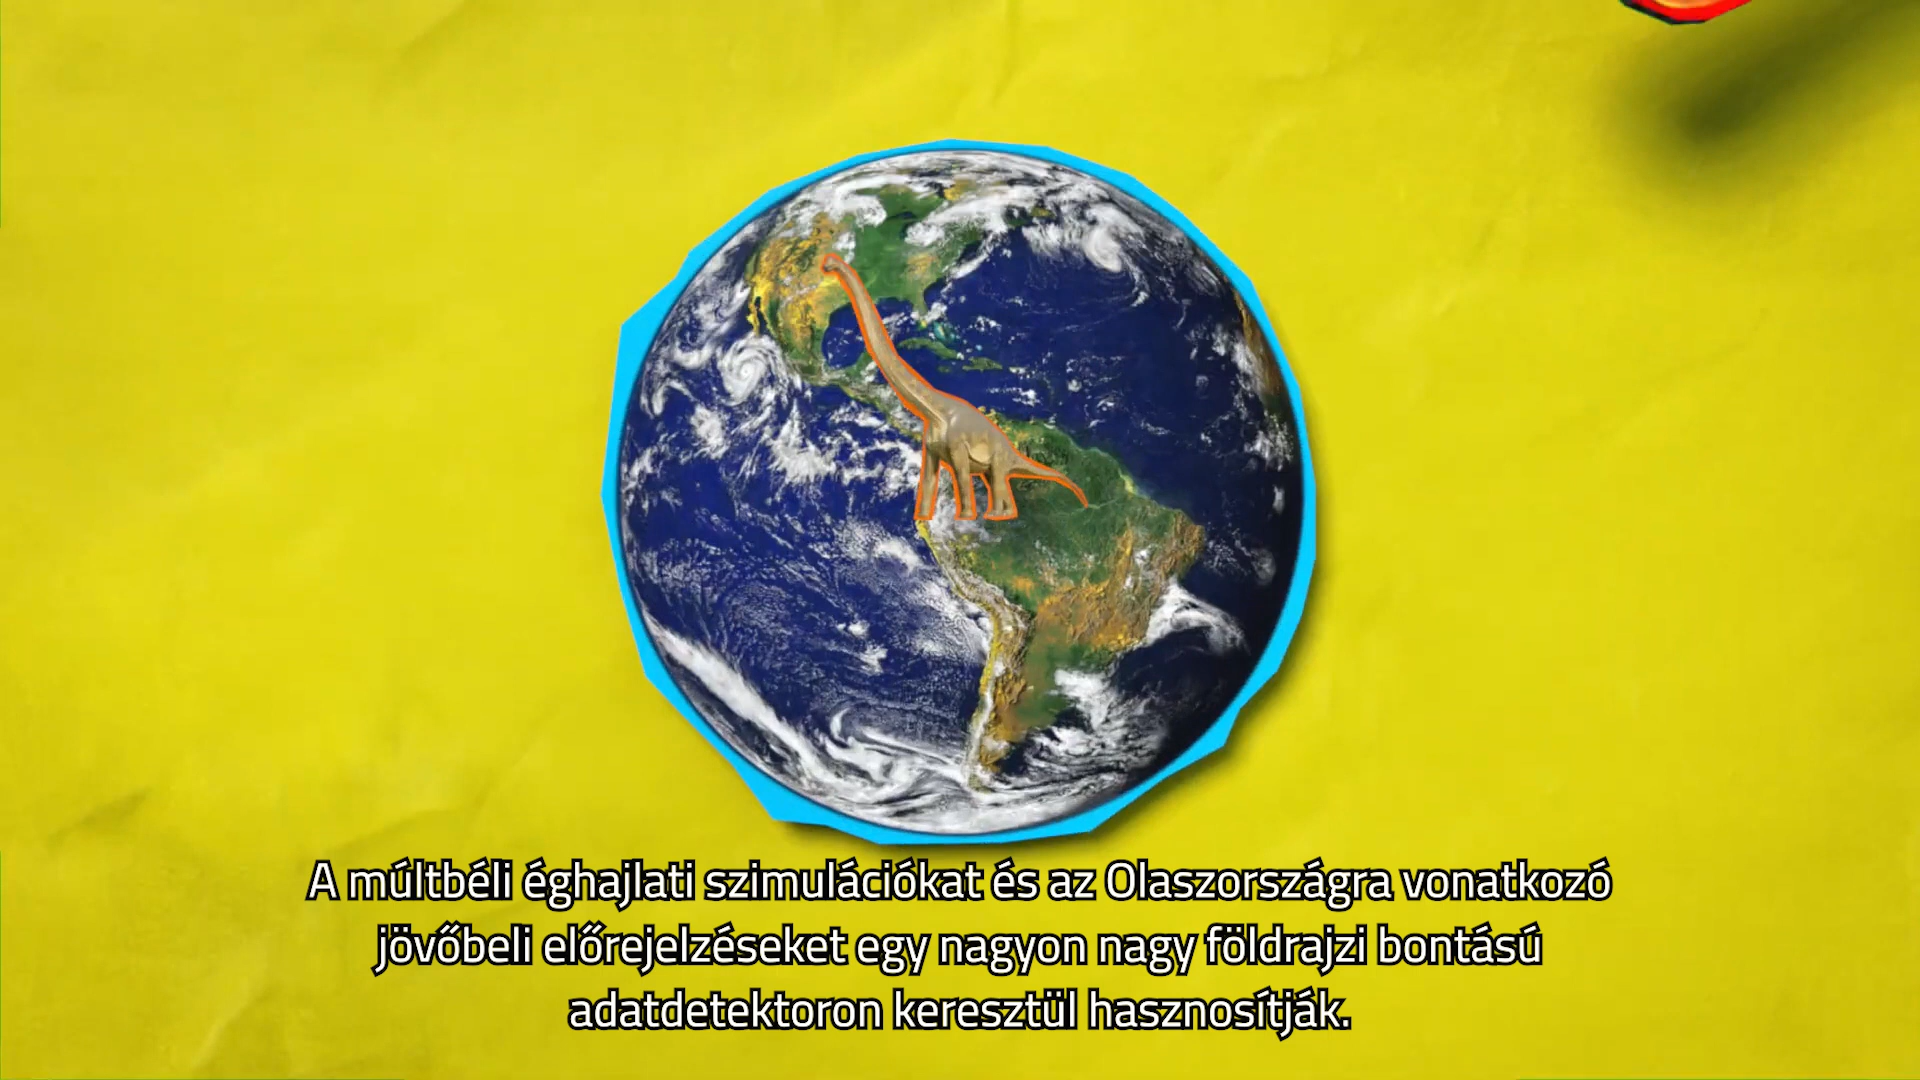 A múltbéli éghajlati szimulációkat és az Olaszországra vonatkozó
jövőbeli előrejelzéseket egy nagyon nagy földrajzi bontású
adatdetektoron keresztül hasznosítják.